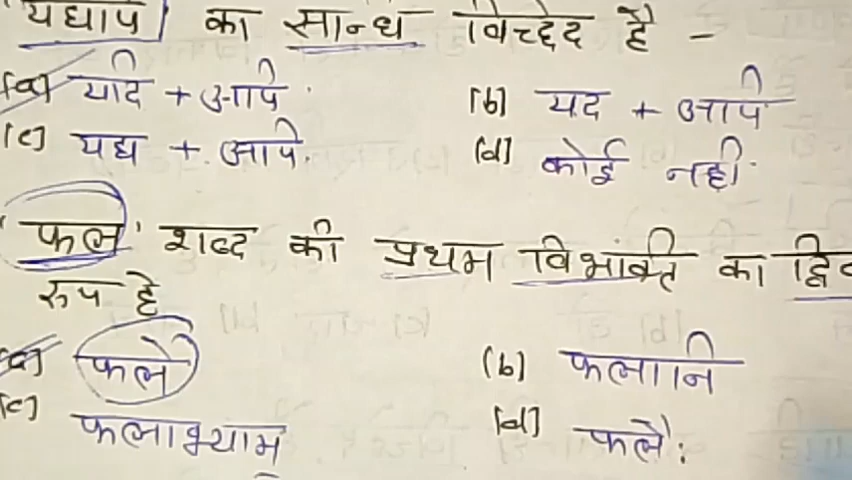 यद्यपि का सन्धि विच्छेद है -
(a) यदि + अपि (b) यद + अपि
(c) यद्य + अपि (d) कोई नहीं
'फल' शब्द की प्रथम विभक्ति का
रूप है
(a) फले (b) फलानि
(c) फलाभ्याम् (d) फलै: